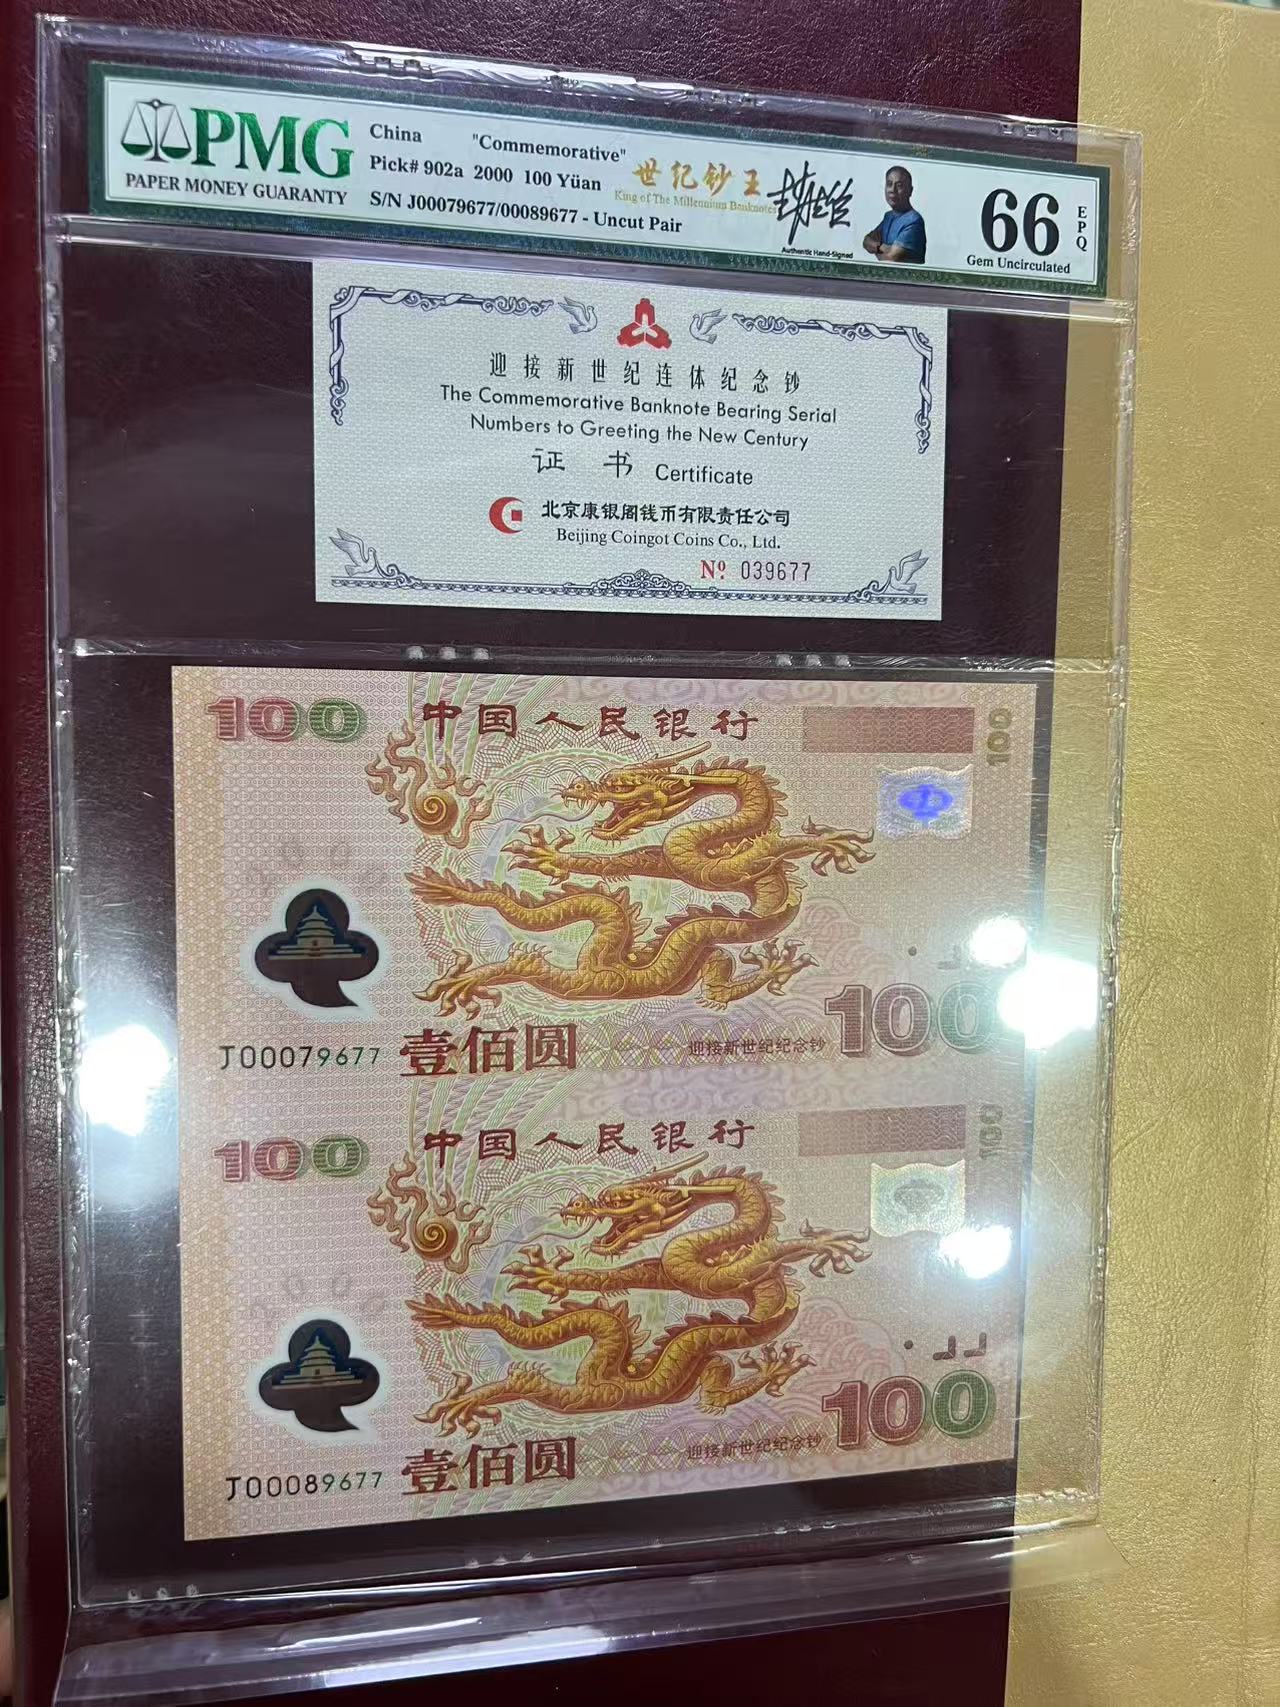 PMG
PAPER MONEY GUARANTY
China "Commemorative"
Pick# 902a 2000 100 Yüan
S/N J00079677/00089677 - Uncut Pair
世纪钞王
King of The Millennium Banknotes
Authentic Hand-Signed
66
EPQ
Gem Uncirculated
迎接新世纪连体纪念钞
The Commemorative Banknote Bearing Serial
Numbers to Greeting the New Century
证书 Certificate
北京康银阁钱币有限责任公司
Beijing Coingot Coins Co., Ltd.
Nº 039677
100 中国人民银行 100
2000
J00079677 壹佰圆 迎接新世纪纪念钞 100
100 中国人民银行 100
2000
J00089677 壹佰圆 迎接新世纪纪念钞 100